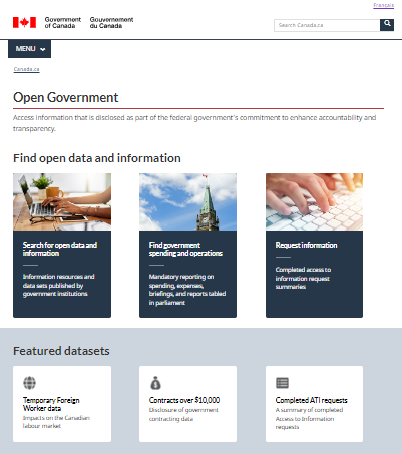 Français
Government
of Canada
Gouvernement
du Canada
Search Canada.ca
MENU
Canada.ca
Open Government
Access information that is disclosed as part of the federal government's commitment to enhance accountability and
transparency.
Find open data and information
Search for open data and
information
Information resources and
data sets published by
government institutions
Find government
spending and operations
Mandatory reporting on
spending, expenses,
briefings, and reports tabled
in parliament
Request information
Completed access to
information request
summaries
Featured datasets
Temporary Foreign
Worker data
Impacts on the Canadian
labour market
Contracts over $10,000
Disclosure of government
contracting data
Completed ATI requests
A summary of completed
Access to Information
requests